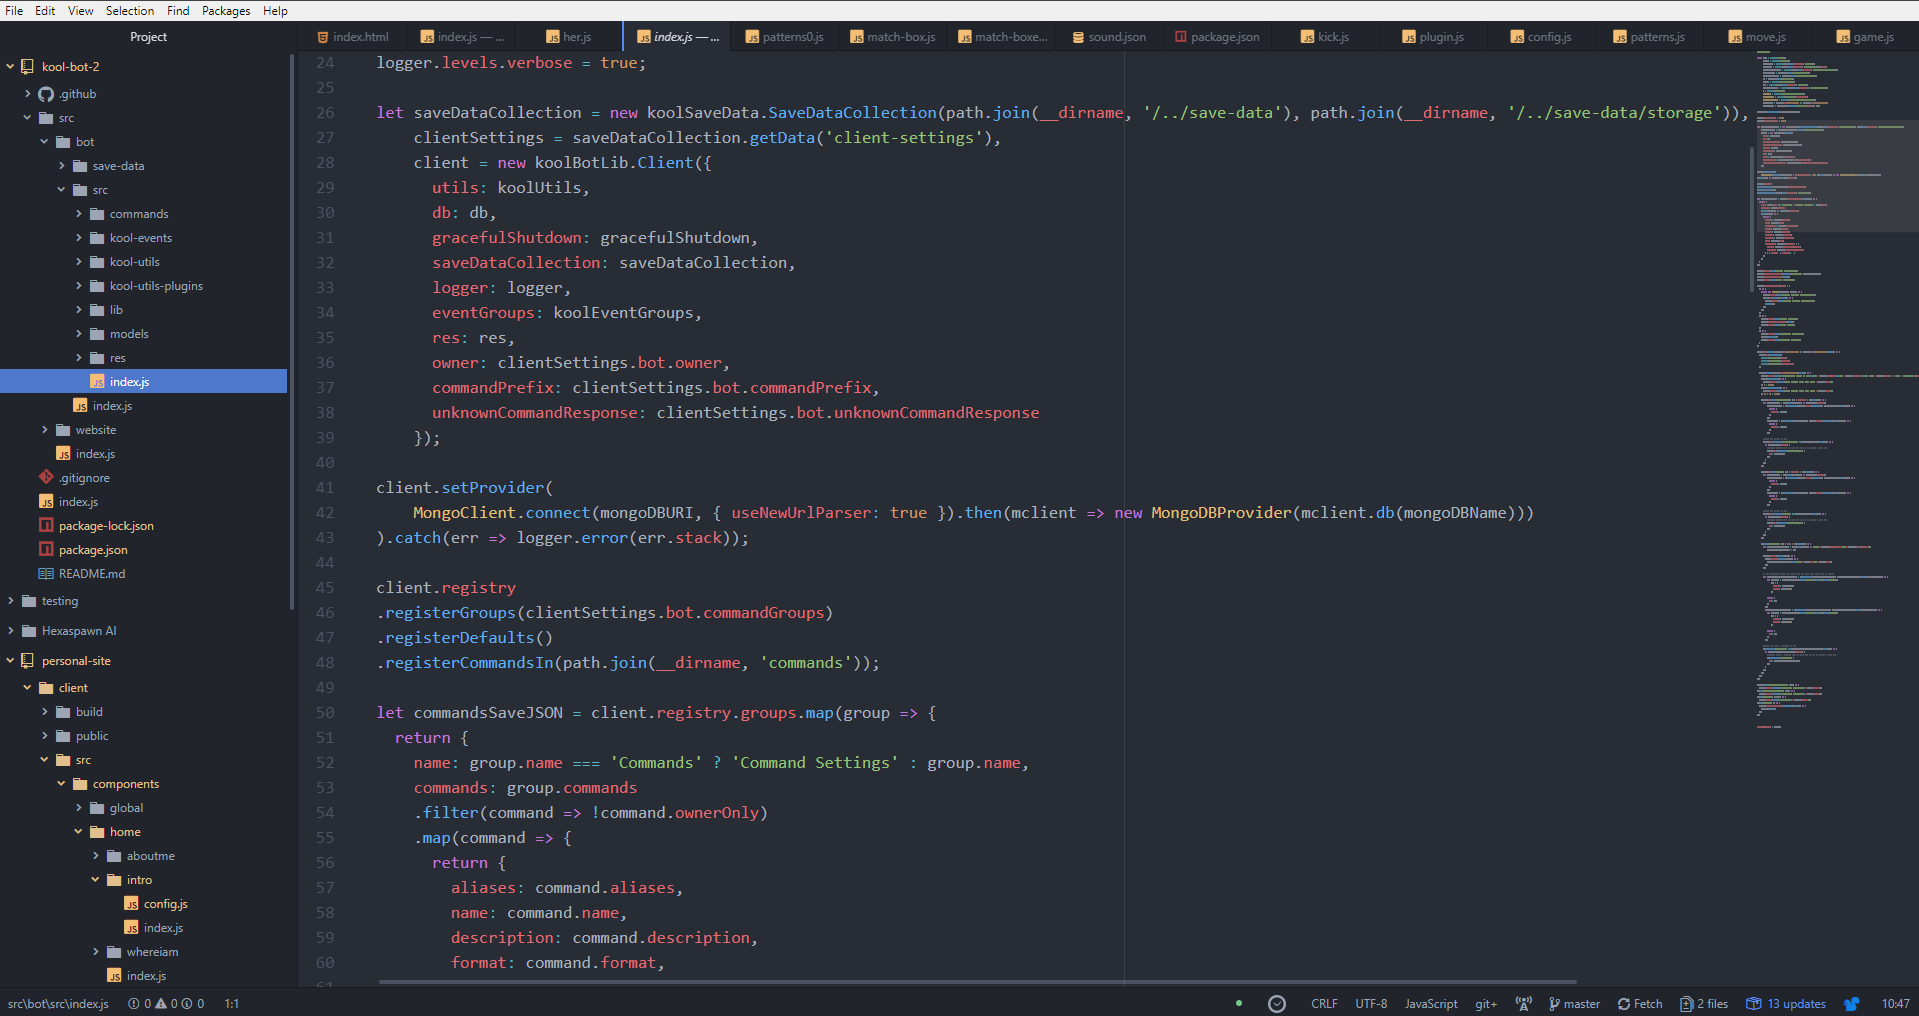 File Edit View Selection Find Packages Help
Project
index.html
index.js — ...
her.js
index.js — ...
patterns0.js
match-box.js
match-boxe...
sound.json
package.json
kick.js
plugin.js
config.js
patterns.js
move.js
game.js
kool-bot-2
.github
src
bot
save-data
src
commands
kool-events
kool-utils
kool-utils-plugins
lib
models
res
index.js
index.js
website
index.js
.gitignore
index.js
package-lock.json
package.json
README.md
testing
Hexaspawn AI
personal-site
client
build
public
src
components
global
home
aboutme
intro
config.js
index.js
whereiam
index.js
24 logger.levels.verbose = true;
25
26 let saveDataCollection = new koolSaveData.SaveDataCollection(path.join(__dirname, '/../save-data'), path.join(__dirname, '/../save-data/storage')),
27 clientSettings = saveDataCollection.getData('client-settings'),
28 client = new koolBotLib.Client({
29 utils: koolUtils,
30 db: db,
31 gracefulShutdown: gracefulShutdown,
32 saveDataCollection: saveDataCollection,
33 logger: logger,
34 eventGroups: koolEventGroups,
35 res: res,
36 owner: clientSettings.bot.owner,
37 commandPrefix: clientSettings.bot.commandPrefix,
38 unknownCommandResponse: clientSettings.bot.unknownCommandResponse
39 });
40
41 client.setProvider(
42 MongoClient.connect(mongoDBURI, { useNewUrlParser: true }).then(mclient => new MongoDBProvider(mclient.db(mongoDBName)))
43 ).catch(err => logger.error(err.stack));
44
45 client.registry
46 .registerGroups(clientSettings.bot.commandGroups)
47 .registerDefaults()
48 .registerCommandsIn(path.join(__dirname, 'commands'));
49
50 let commandsSaveJSON = client.registry.groups.map(group => {
51 return {
52 name: group.name === 'Commands' ? 'Command Settings' : group.name,
53 commands: group.commands
54 .filter(command => !command.ownerOnly)
55 .map(command => {
56 return {
57 aliases: command.aliases,
58 name: command.name,
59 description: command.description,
60 format: command.format,
src\bot\src\index.js 0 0 0 1:1 CRLF UTF-8 JavaScript git+ master Fetch 2 files 13 updates 10:47